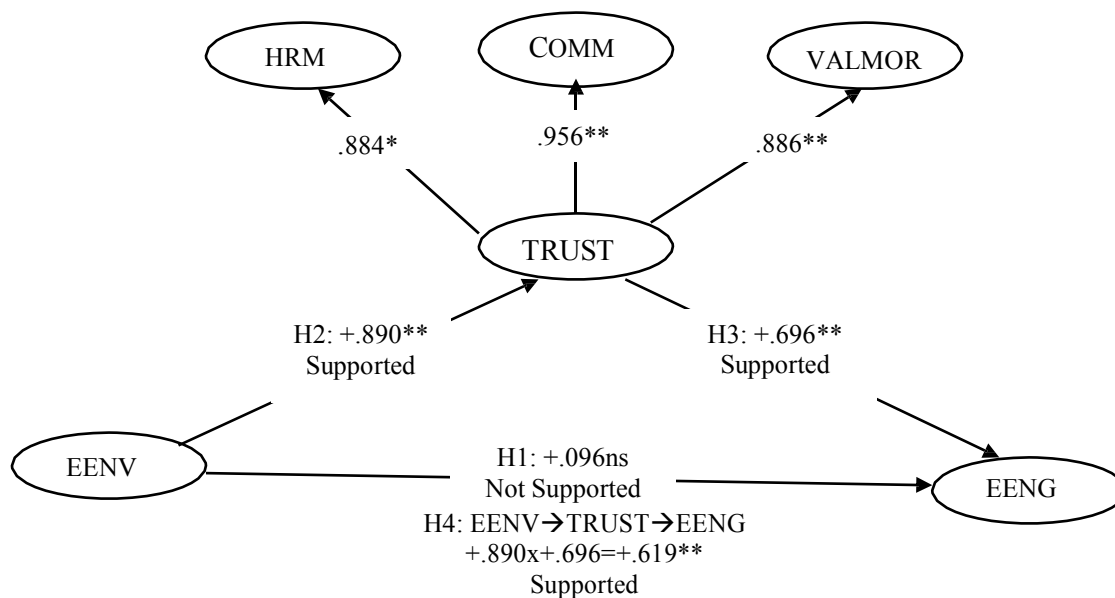 HRM
COMM
VALMOR
.884*
.956**
.886**
TRUST
H2: +.890**
Supported
H3: +.696**
Supported
EENV
H1: +.096ns
Not Supported
EENG
H4: EENV→TRUST→EENG
+.890x+.696=+.619**
Supported